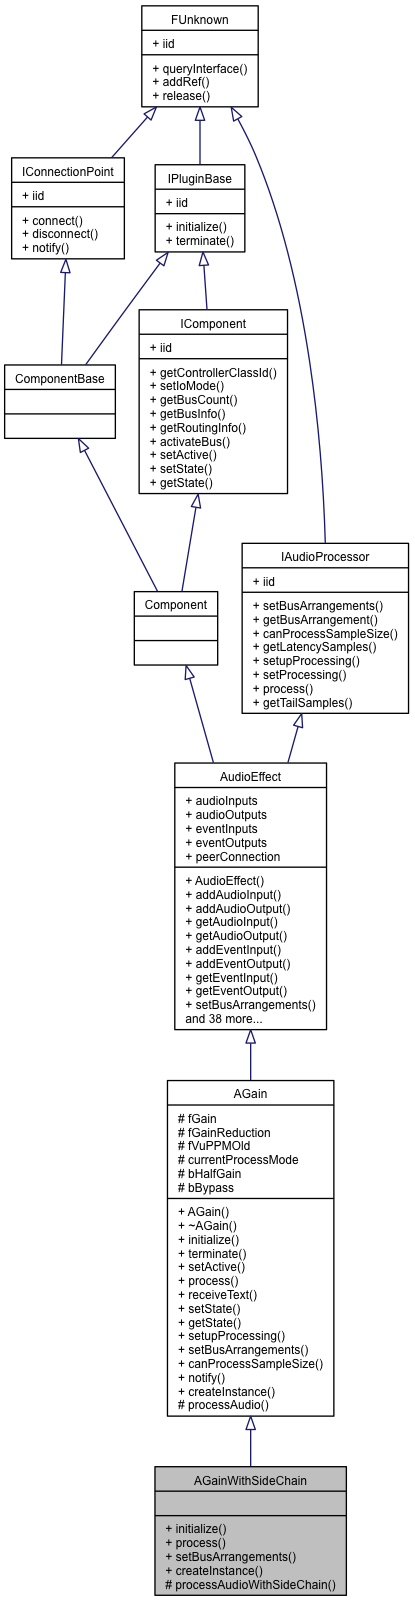 FUnknown
+ iid
+ queryInterface()
+ addRef()
+ release()
IConnectionPoint
+ iid
+ connect()
+ disconnect()
+ notify()
IPluginBase
+ iid
+ initialize()
+ terminate()
IComponent
+ iid
+ getControllerClassId()
+ setIoMode()
+ getBusCount()
+ getBusInfo()
+ getRoutingInfo()
+ activateBus()
+ setActive()
+ setState()
+ getState()
ComponentBase
IAudioProcessor
+ iid
+ setBusArrangements()
+ getBusArrangement()
+ canProcessSampleSize()
+ getLatencySamples()
+ setupProcessing()
+ setProcessing()
+ process()
+ getTailSamples()
Component
AudioEffect
+ audioInputs
+ audioOutputs
+ eventInputs
+ eventOutputs
+ peerConnection
+ AudioEffect()
+ addAudioInput()
+ addAudioOutput()
+ getAudioInput()
+ getAudioOutput()
+ addEventInput()
+ addEventOutput()
+ getEventInput()
+ getEventOutput()
+ setBusArrangements()
and 38 more...
AGain
# fGain
# fGainReduction
# fVuPPMOld
# currentProcessMode
# bHalfGain
# bBypass
+ AGain()
+ ~AGain()
+ initialize()
+ terminate()
+ setActive()
+ process()
+ receiveText()
+ setState()
+ getState()
+ setupProcessing()
+ setBusArrangements()
+ canProcessSampleSize()
+ notify()
+ createInstance()
# processAudio()
AGainWithSideChain
+ initialize()
+ process()
+ setBusArrangements()
+ createInstance()
# processAudioWithSideChain()